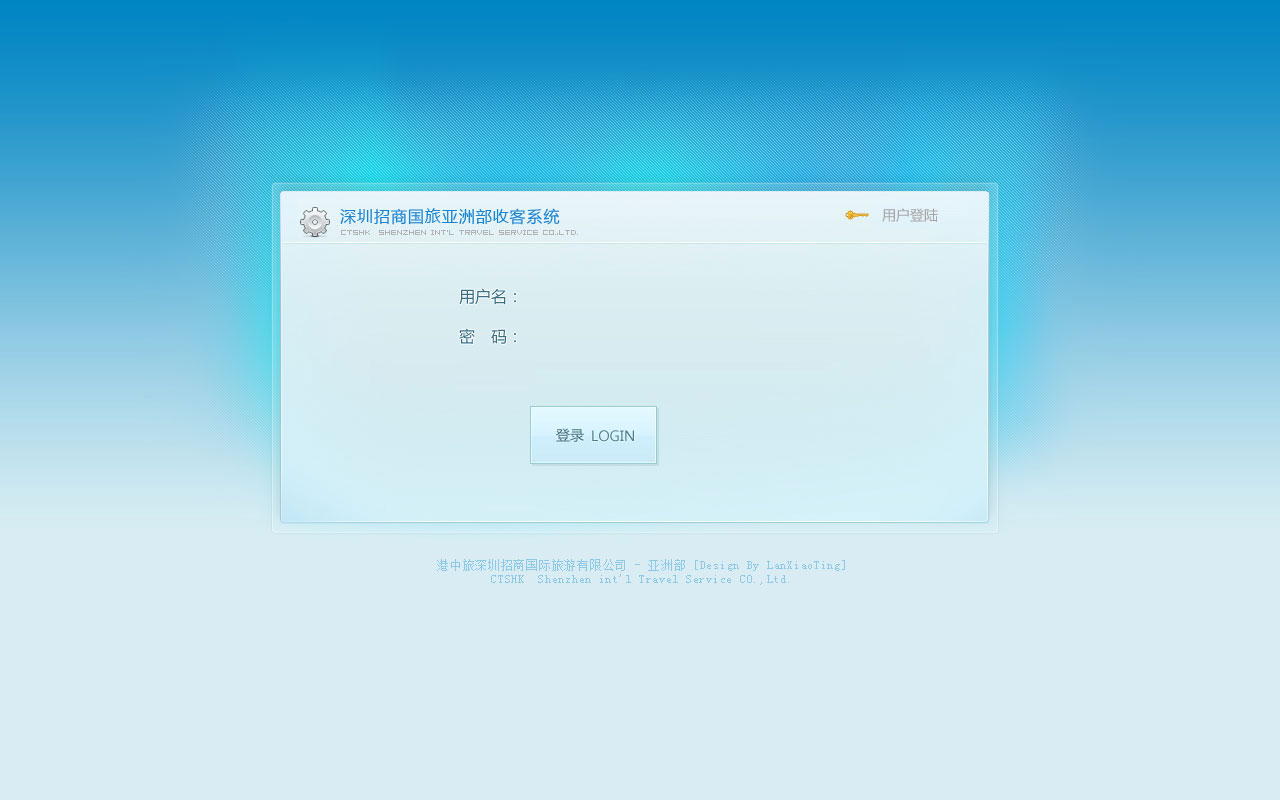 深圳招商国旅亚洲部收客系统
CTSHK SHENZHEN INT'L TRAVEL SERVICE CO.,LTD.
用户登陆
用户名：
密 码：
登录 LOGIN
港中旅深圳招商国际旅游有限公司 - 亚洲部 [Design By LanXiaoTing]
CTSHK Shenzhen int'l Travel Service CO.,Ltd.